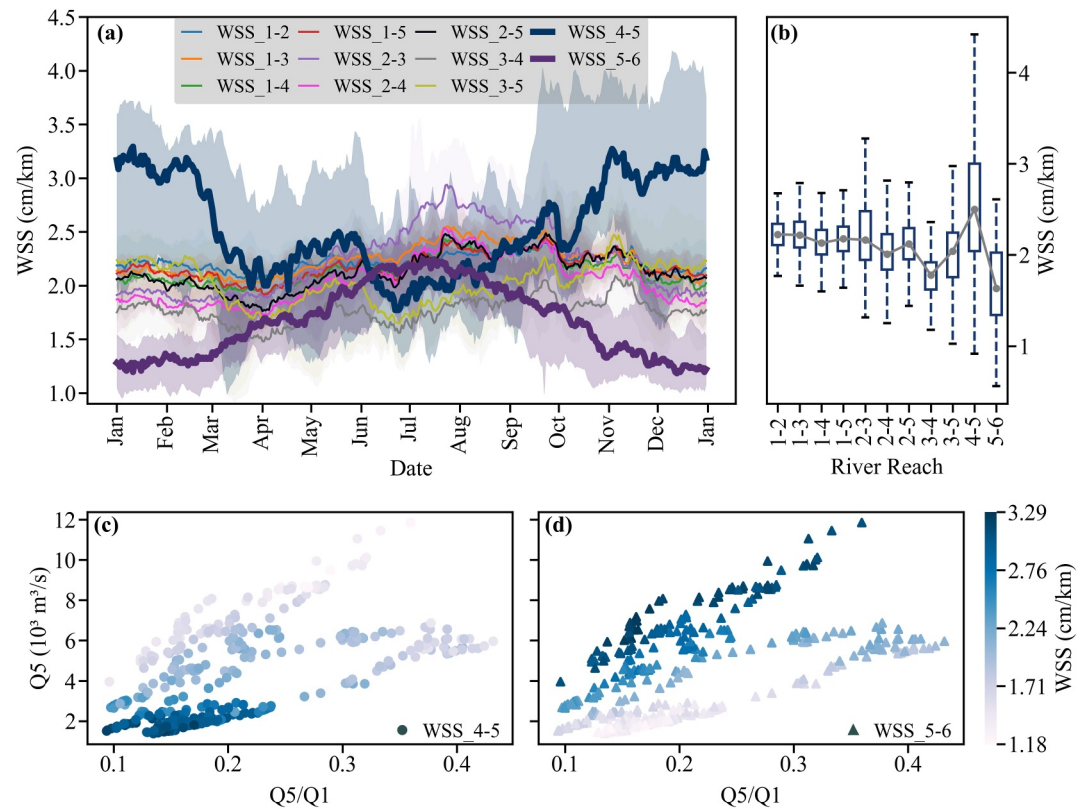 (a)
WSS_1-2 WSS_1-5 WSS_2-5 WSS_4-5
WSS_1-3 WSS_2-3 WSS_3-4 WSS_5-6
WSS_1-4 WSS_2-4 WSS_3-5
4.5
4.0
3.5
3.0
2.5
2.0
1.5
1.0
WSS (cm/km)
Jan Feb Mar Apr May Jun Jul Aug Sep Oct Nov Dec Jan
Date
(b)
4
3
2
1
WSS (cm/km)
1-2 1-3 1-4 1-5 2-3 2-4 2-5 3-4 3-5 4-5 5-6
River Reach
(c)
12
10
8
6
4
2
Q5 (10³ m³/s)
WSS_4-5
0.1 0.2 0.3 0.4
Q5/Q1
(d)
WSS_5-6
0.1 0.2 0.3 0.4
Q5/Q1
3.29
2.76
2.24
1.71
1.18
WSS (cm/km)